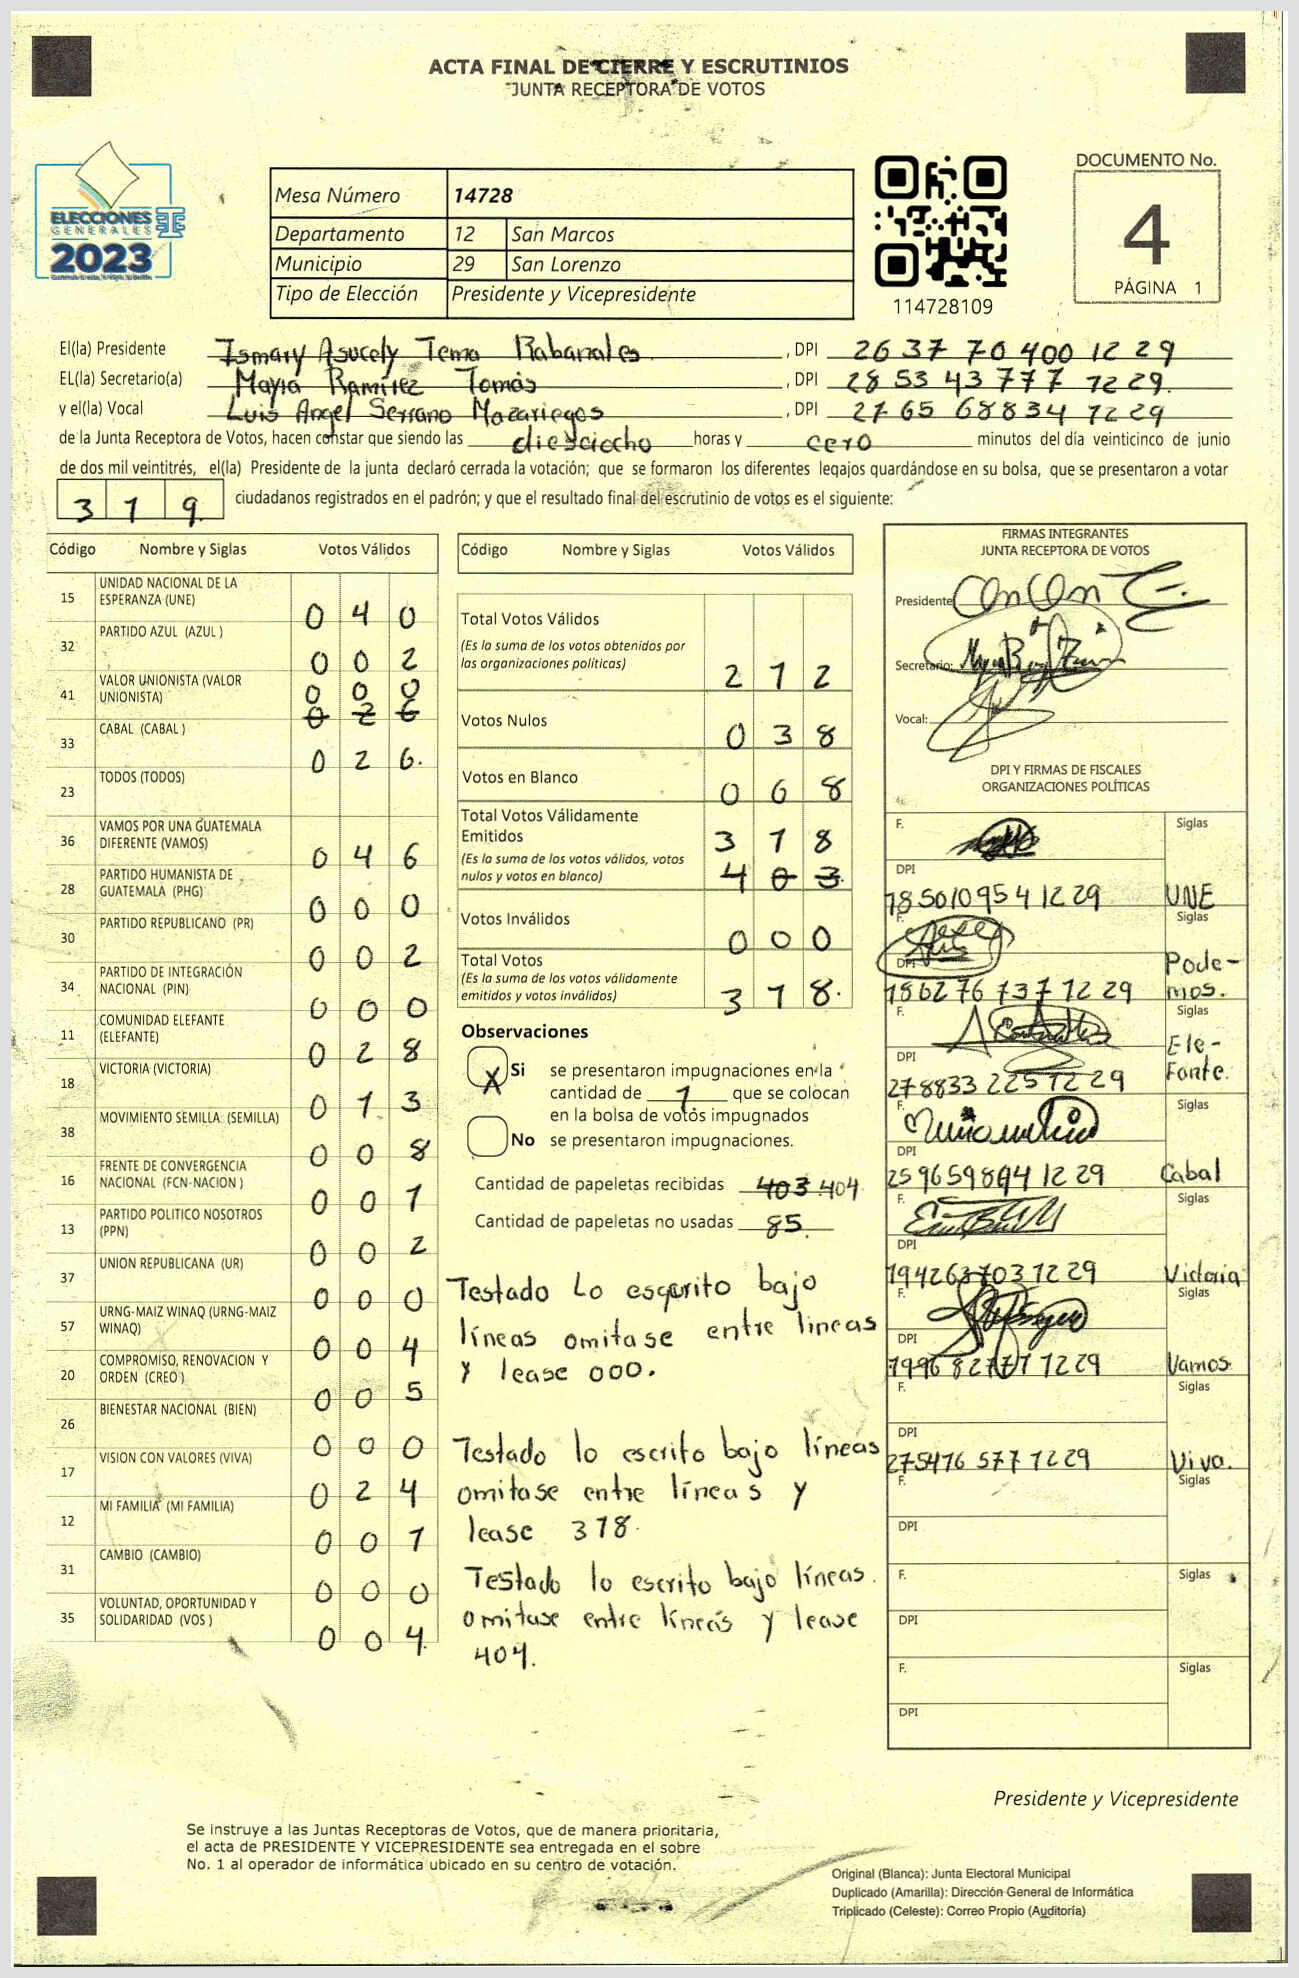 ACTA FINAL DE CIERRE Y ESCRUTINIOS
JUNTA RECEPTORA DE VOTOS
ELECCIONES
GENERALES
2023
Mesa Número 14728
Departamento 12 San Marcos
Municipio 29 San Lorenzo
Tipo de Elección Presidente y Vicepresidente
114728109
DOCUMENTO No.
4
PÁGINA 1
El(la) Presidente Ismary Asucely Tema Rabanales , DPI 26 37 70 400 12 29
EL(la) Secretario(a) Mayra Ramírez Tomás , DPI 28 53 43 777 12 29.
y el(la) Vocal Luis Angel Serrano Mazariegos , DPI 27 65 68834 12 29
de la Junta Receptora de Votos, hacen constar que siendo las dieciocho horas y cero minutos del día veinticinco de junio
de dos mil veintitrés, el(la) Presidente de la junta declaró cerrada la votación; que se formaron los diferentes legajos quardándose en su bolsa, que se presentaron a votar
3 1 9. ciudadanos registrados en el padrón; y que el resultado final del escrutinio de votos es el siguiente:
Código Nombre y Siglas Votos Válidos
15 UNIDAD NACIONAL DE LA
ESPERANZA (UNE) 0 4 0
32 PARTIDO AZUL (AZUL ) 0 0 2
41 VALOR UNIONISTA (VALOR
UNIONISTA) 0 0 0
0 2 6
33 CABAL (CABAL ) 0 2 6.
23 TODOS (TODOS)
36 VAMOS POR UNA GUATEMALA
DIFERENTE (VAMOS) 0 4 6
28 PARTIDO HUMANISTA DE
GUATEMALA (PHG) 0 0 0
30 PARTIDO REPUBLICANO (PR) 0 0 2
34 PARTIDO DE INTEGRACIÓN
NACIONAL (PIN) 0 0 0
11 COMUNIDAD ELEFANTE
(ELEFANTE) 0 2 8
18 VICTORIA (VICTORIA) 0 1 3
38 MOVIMIENTO SEMILLA (SEMILLA) 0 0 8
16 FRENTE DE CONVERGENCIA
NACIONAL (FCN-NACION ) 0 0 1
13 PARTIDO POLITICO NOSOTROS
(PPN) 0 0 2
37 UNION REPUBLICANA (UR) 0 0 0
57 URNG-MAIZ WINAQ (URNG-MAIZ
WINAQ) 0 0 4
20 COMPROMISO, RENOVACION Y
ORDEN (CREO ) 0 0 5
26 BIENESTAR NACIONAL (BIEN) 0 0 0
17 VISION CON VALORES (VIVA) 0 2 4
12 MI FAMILIA (MI FAMILIA) 0 0 1
31 CAMBIO (CAMBIO) 0 0 0
35 VOLUNTAD, OPORTUNIDAD Y
SOLIDARIDAD (VOS ) 0 0 4.
Código Nombre y Siglas Votos Válidos
Total Votos Válidos
(Es la suma de los votos obtenidos por
las organizaciones políticas) 2 1 2
Votos Nulos 0 3 8
Votos en Blanco 0 6 8
Total Votos Válidamente
Emitidos 3 1 8
(Es la suma de los votos válidos, votos
nulos y votos en blanco) 4 0 3.
Votos Inválidos 0 0 0
Total Votos
(Es la suma de los votos válidamente
emitidos y votos inválidos) 3 1 8.
Observaciones
X Si se presentaron impugnaciones en la
cantidad de 1 que se colocan
en la bolsa de votos impugnados
No se presentaron impugnaciones.
Cantidad de papeletas recibidas 403 404
Cantidad de papeletas no usadas 85.
Testado Lo esqrito bajo
líneas omitase entre lineas
y lease 000.
Testado lo escrito bajo líneas
omitase entre líneas y
lease 318.
Testado lo escrito bajo líneas.
omitase entre líneas y lease
404.
FIRMAS INTEGRANTES
JUNTA RECEPTORA DE VOTOS
Presidente
Secretario:
Vocal:
DPI Y FIRMAS DE FISCALES
ORGANIZACIONES POLÍTICAS
F. Siglas
DPI
1850109541229 UNE
F. Siglas
DPI
1862767371229 Pode-
mos.
F. Siglas
DPI
2788332251229 Ele-
Fante.
F. Siglas
DPI
2596598941229 Cabal
F. Siglas
DPI
1942637031229 Victoria
F. Siglas
DPI
1996827771229 Vamos.
F. Siglas
DPI
2754765771229 Viva.
F. Siglas
DPI
F. Siglas
DPI
F. Siglas
DPI
Presidente y Vicepresidente
Se instruye a las Juntas Receptoras de Votos, que de manera prioritaria,
el acta de PRESIDENTE Y VICEPRESIDENTE sea entregada en el sobre
No. 1 al operador de informática ubicado en su centro de votación.
Original (Blanca): Junta Electoral Municipal
Duplicado (Amarilla): Dirección General de Informática
Triplicado (Celeste): Correo Propio (Auditoría)